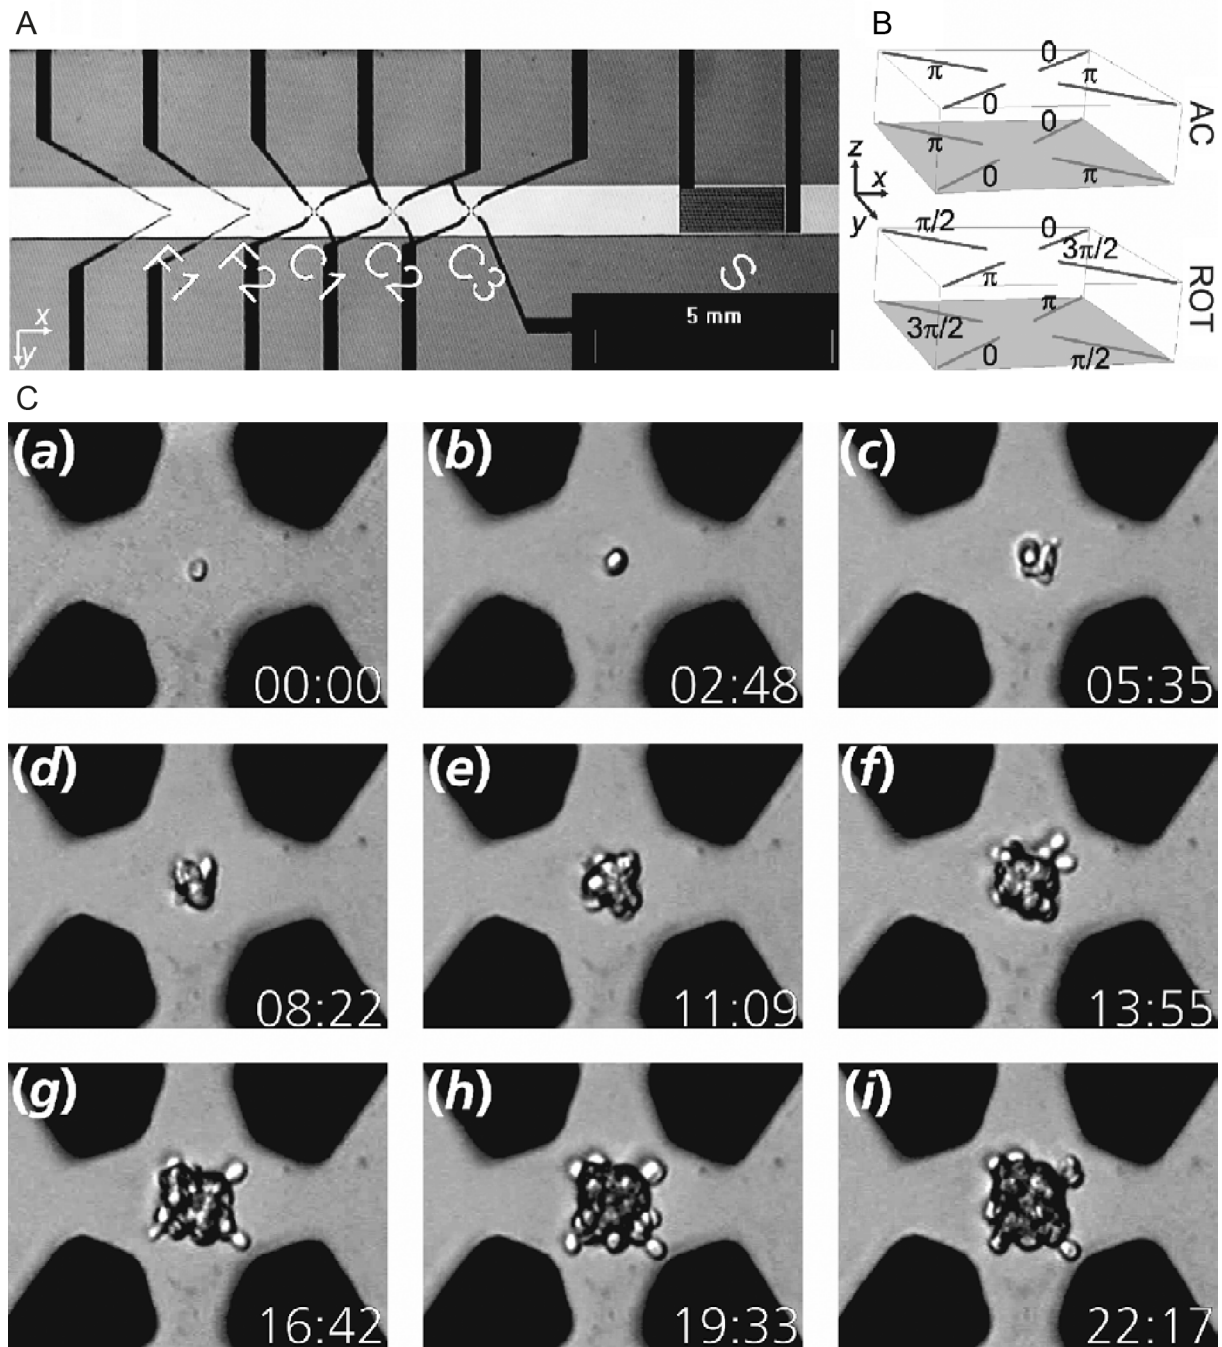 A
F1 F2 C1 C2 C3 S
5 mm
x
y
B
0
π
π
0
AC
0
π
0
π
z
x
y
π/2
0
3π/2
π
ROT
π
3π/2
0
π/2
C
(a)
00:00
(b)
02:48
(c)
05:35
(d)
08:22
(e)
11:09
(f)
13:55
(g)
16:42
(h)
19:33
(i)
22:17